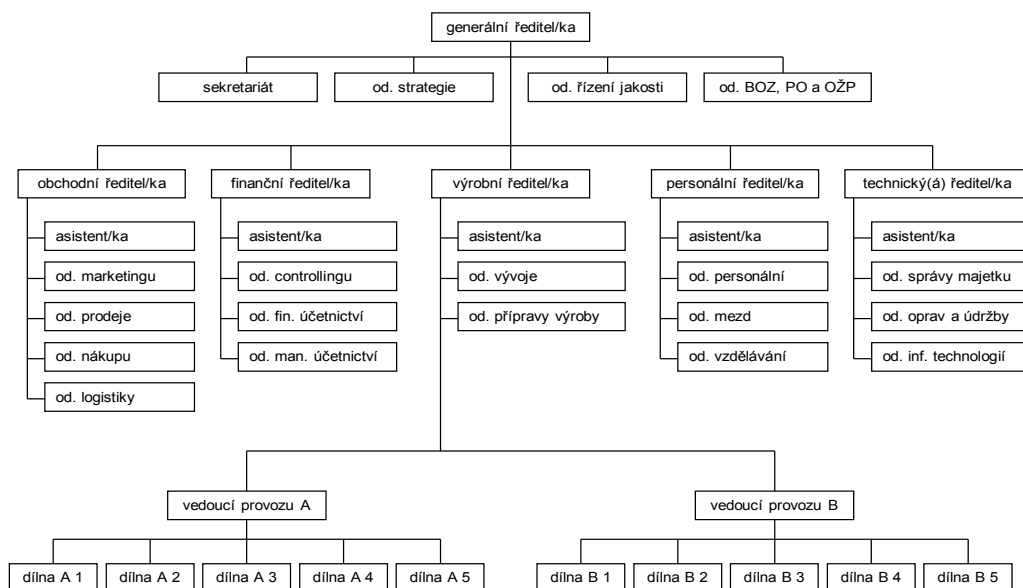 generální ředitel/ka
sekretariát
od. strategie
od. řízení jakosti
od. BOZ, PO a OŽP
obchodní ředitel/ka
finanční ředitel/ka
výrobní ředitel/ka
personální ředitel/ka
technický(á) ředitel/ka
asistent/ka
asistent/ka
asistent/ka
asistent/ka
asistent/ka
od. marketingu
od. controllingu
od. vývoje
od. personální
od. správy majetku
od. prodeje
od. fin. účetnictví
od. přípravy výroby
od. mezd
od. oprav a údržby
od. nákupu
od. man. účetnictví
od. vzdělávání
od. inf. technologií
od. logistiky
vedoucí provozu A
vedoucí provozu B
dílna A 1
dílna A 2
dílna A 3
dílna A 4
dílna A 5
dílna B 1
dílna B 2
dílna B 3
dílna B 4
dílna B 5